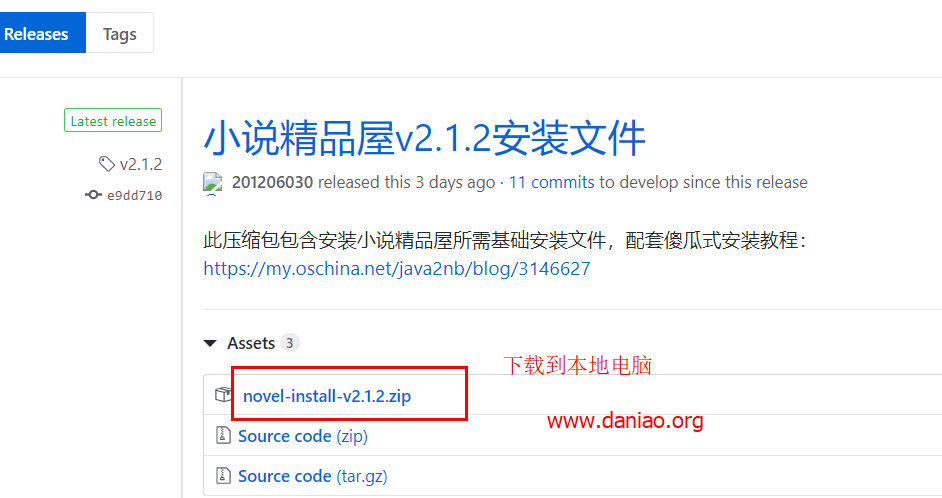 Releases Tags
Latest release
v2.1.2
e9dd710
小说精品屋v2.1.2安装文件
201206030 released this 3 days ago · 11 commits to develop since this release
此压缩包包含安装小说精品屋所需基础安装文件，配套傻瓜式安装教程：
https://my.oschina.net/java2nb/blog/3146627
Assets 3
下载到本地电脑
novel-install-v2.1.2.zip
www.daniao.org
Source code (zip)
Source code (tar.gz)